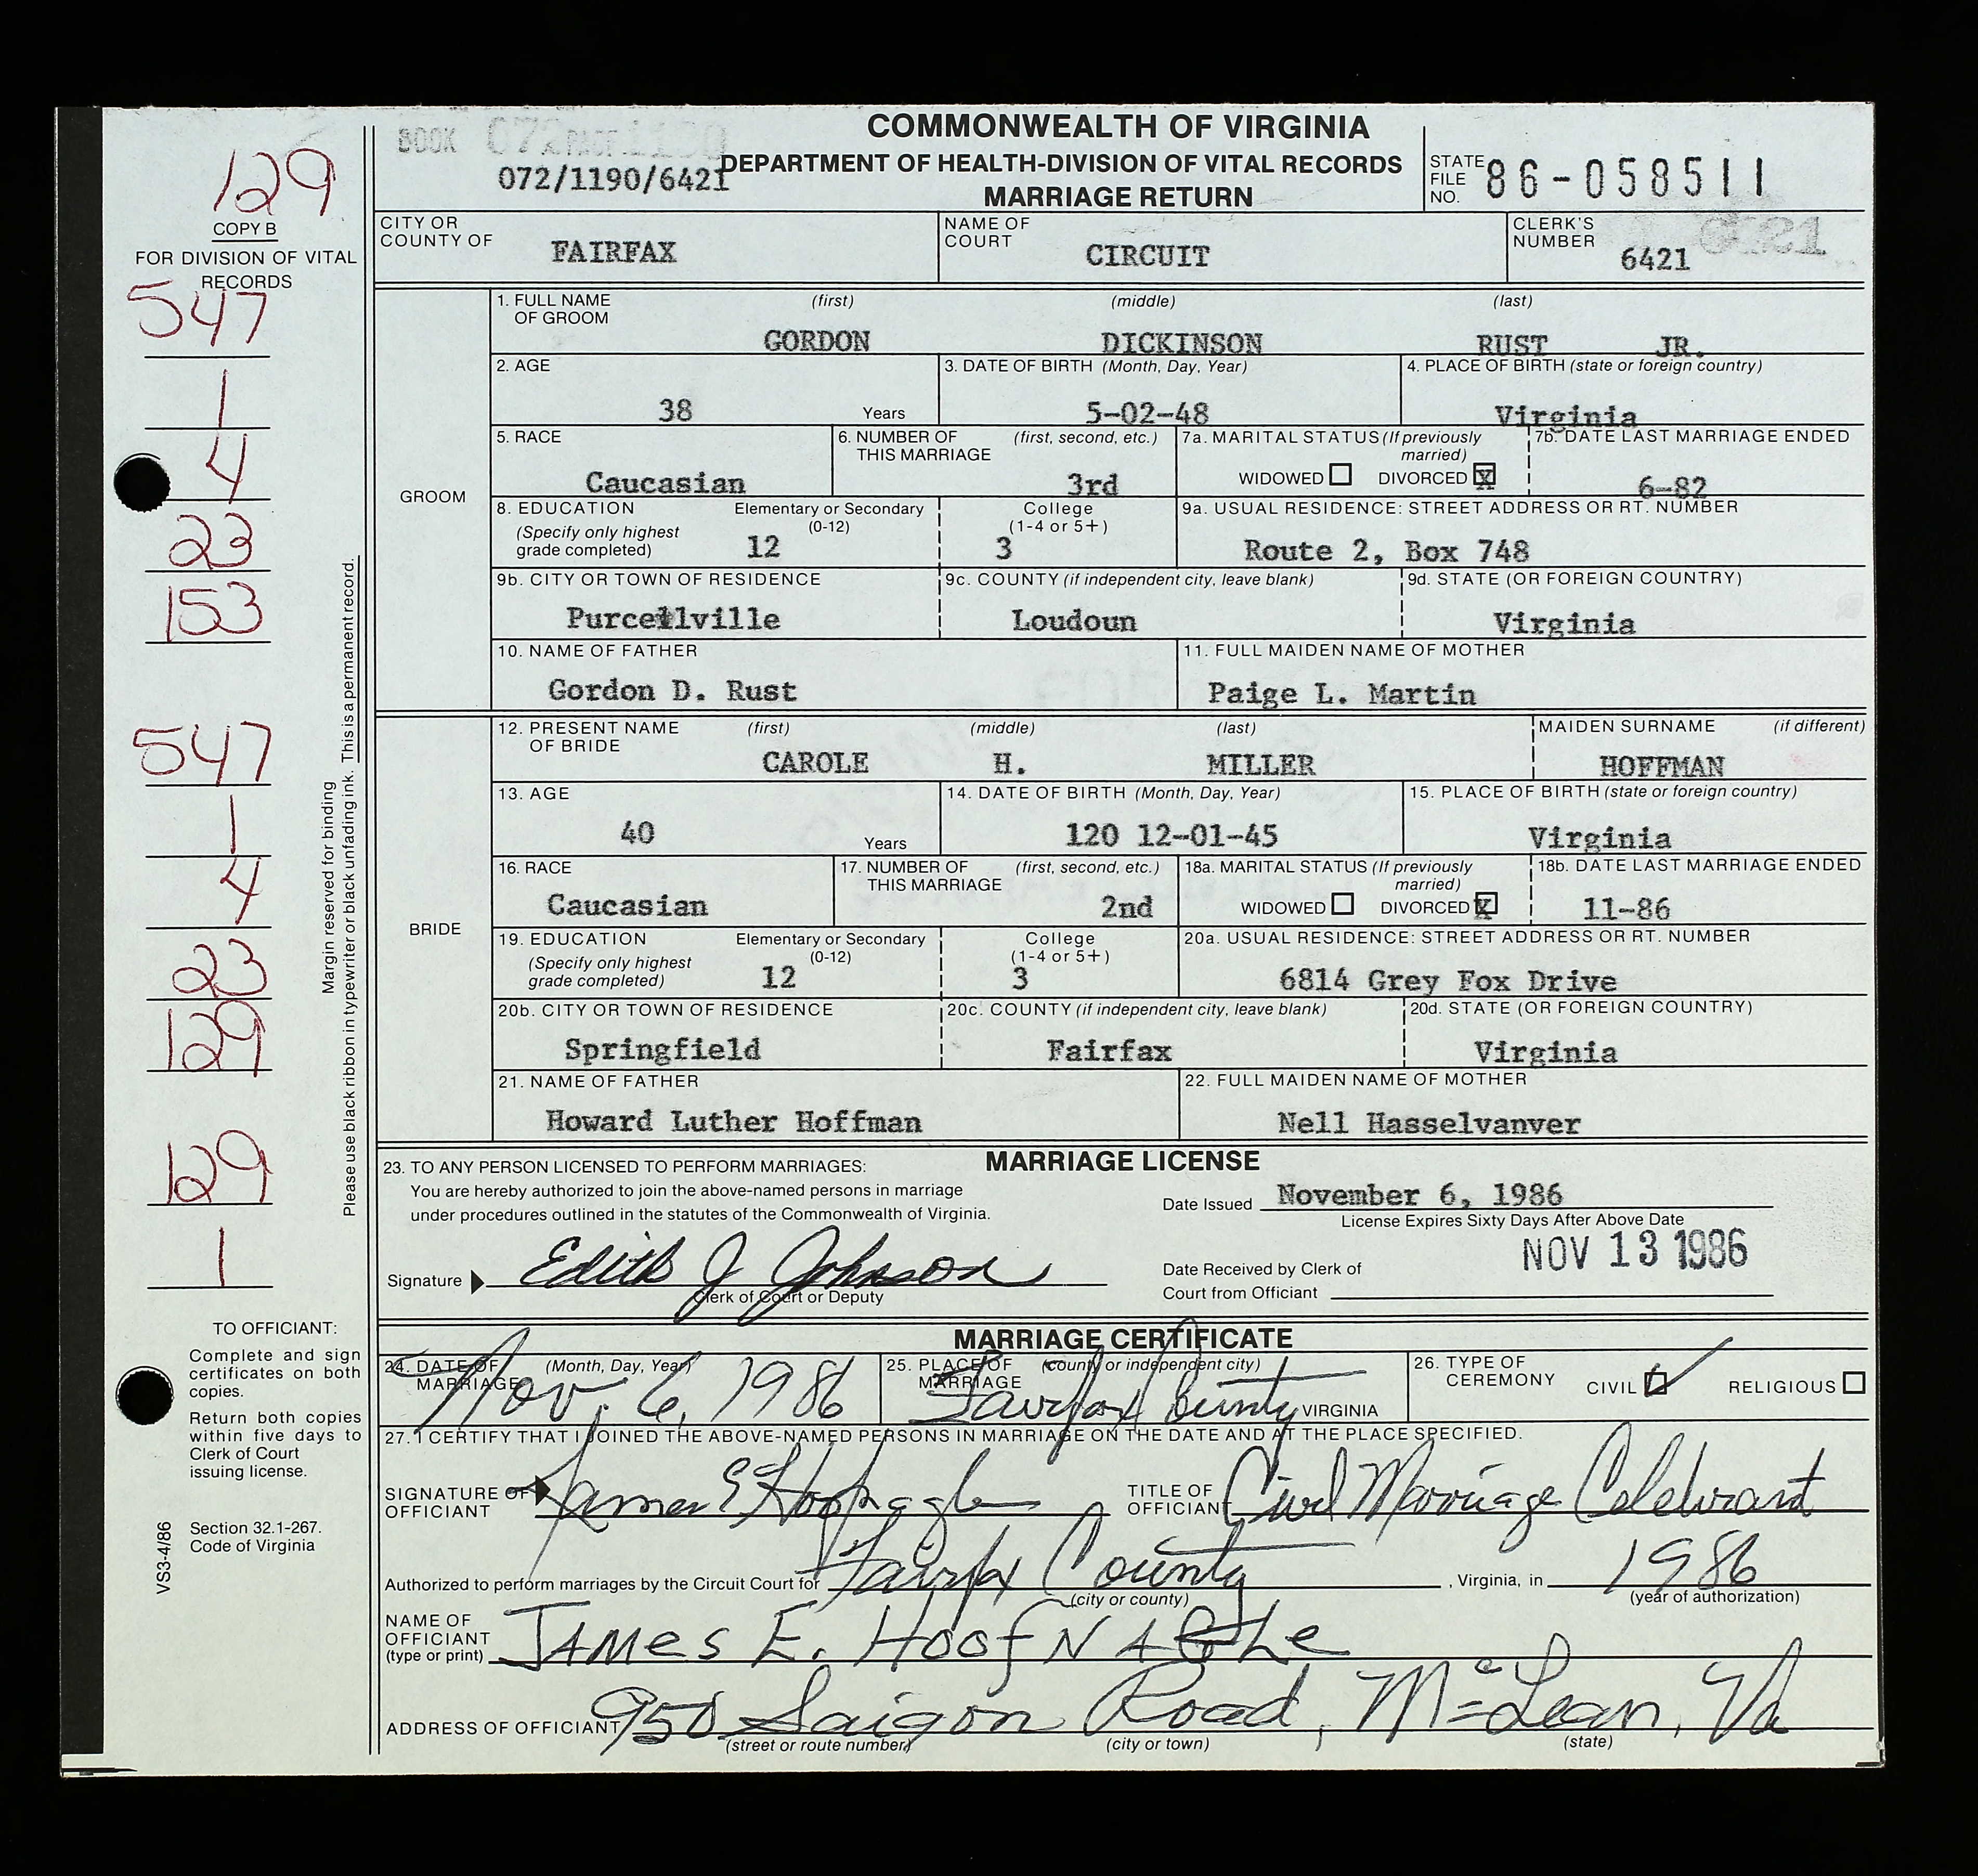 129
COPY B
FOR DIVISION OF VITAL
RECORDS
547
1
4
23
153
547
1
4
23
129
129
1
Margin reserved for binding
Please use black ribbon in typewriter or black unfading ink. This is a permanent record.
TO OFFICIANT:
Complete and sign
certificates on both
copies.
Return both copies
within five days to
Clerk of Court
issuing license.
Section 32.1-267.
Code of Virginia
VS3-4/86
BOOK 072 PAGE 1190
072/1190/6421
COMMONWEALTH OF VIRGINIA
DEPARTMENT OF HEALTH-DIVISION OF VITAL RECORDS
MARRIAGE RETURN
STATE FILE NO. 86-058511
CITY OR COUNTY OF FAIRFAX
NAME OF COURT CIRCUIT
CLERK'S NUMBER 6421 6421
GROOM
1. FULL NAME OF GROOM (first) (middle) (last)
GORDON DICKINSON RUST JR.
2. AGE 38 Years
3. DATE OF BIRTH (Month, Day, Year) 5-02-48
4. PLACE OF BIRTH (state or foreign country) Virginia
5. RACE Caucasian
6. NUMBER OF THIS MARRIAGE (first, second, etc.) 3rd
7a. MARITAL STATUS (If previously married) WIDOWED DIVORCED X
7b. DATE LAST MARRIAGE ENDED 6-82
8. EDUCATION (Specify only highest grade completed) Elementary or Secondary (0-12) 12 College (1-4 or 5+) 3
9a. USUAL RESIDENCE: STREET ADDRESS OR RT. NUMBER Route 2, Box 748
9b. CITY OR TOWN OF RESIDENCE Purcellville
9c. COUNTY (if independent city, leave blank) Loudoun
9d. STATE (OR FOREIGN COUNTRY) Virginia
10. NAME OF FATHER Gordon D. Rust
11. FULL MAIDEN NAME OF MOTHER Paige L. Martin
BRIDE
12. PRESENT NAME OF BRIDE (first) (middle) (last) MAIDEN SURNAME (if different)
CAROLE H. MILLER HOFFMAN
13. AGE 40 Years
14. DATE OF BIRTH (Month, Day, Year) 120 12-01-45
15. PLACE OF BIRTH (state or foreign country) Virginia
16. RACE Caucasian
17. NUMBER OF THIS MARRIAGE (first, second, etc.) 2nd
18a. MARITAL STATUS (If previously married) WIDOWED DIVORCED X
18b. DATE LAST MARRIAGE ENDED 11-86
19. EDUCATION (Specify only highest grade completed) Elementary or Secondary (0-12) 12 College (1-4 or 5+) 3
20a. USUAL RESIDENCE: STREET ADDRESS OR RT. NUMBER 6814 Grey Fox Drive
20b. CITY OR TOWN OF RESIDENCE Springfield
20c. COUNTY (if independent city, leave blank) Fairfax
20d. STATE (OR FOREIGN COUNTRY) Virginia
21. NAME OF FATHER Howard Luther Hoffman
22. FULL MAIDEN NAME OF MOTHER Nell Hasselvanver
23. TO ANY PERSON LICENSED TO PERFORM MARRIAGES: MARRIAGE LICENSE
You are hereby authorized to join the above-named persons in marriage
under procedures outlined in the statutes of the Commonwealth of Virginia.
Date Issued November 6, 1986
License Expires Sixty Days After Above Date
NOV 13 1986
Signature Edith J Johnson
Clerk of Court or Deputy
Date Received by Clerk of
Court from Officiant
MARRIAGE CERTIFICATE
24. DATE OF MARRIAGE (Month, Day, Year) Nov. 6, 1986
25. PLACE OF MARRIAGE (county or independent city) Fairfax County VIRGINIA
26. TYPE OF CEREMONY CIVIL ✓ RELIGIOUS
27. I CERTIFY THAT I JOINED THE ABOVE-NAMED PERSONS IN MARRIAGE ON THE DATE AND AT THE PLACE SPECIFIED.
SIGNATURE OF OFFICIANT James E Hoofnagle
TITLE OF OFFICIANT Civil Marriage Celebrant
Authorized to perform marriages by the Circuit Court for Fairfax County, Virginia, in 1986
(city or county) (year of authorization)
NAME OF OFFICIANT (type or print) JAMES E. HOOFNAGLE
ADDRESS OF OFFICIANT 950 Saigon Road, McLean, Va
(street or route number) (city or town) (state)